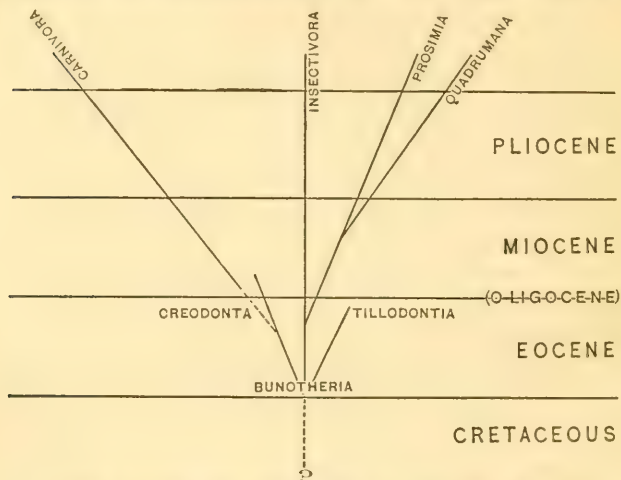 CARNIVORA
INSECTIVORA
PROSIMIA
QUADRUMANA
PLIOCENE
MIOCENE
(OLIGOCENE)
CREODONTA
TILLODONTIA
EOCENE
BUNOTHERIA
CRETACEOUS
?